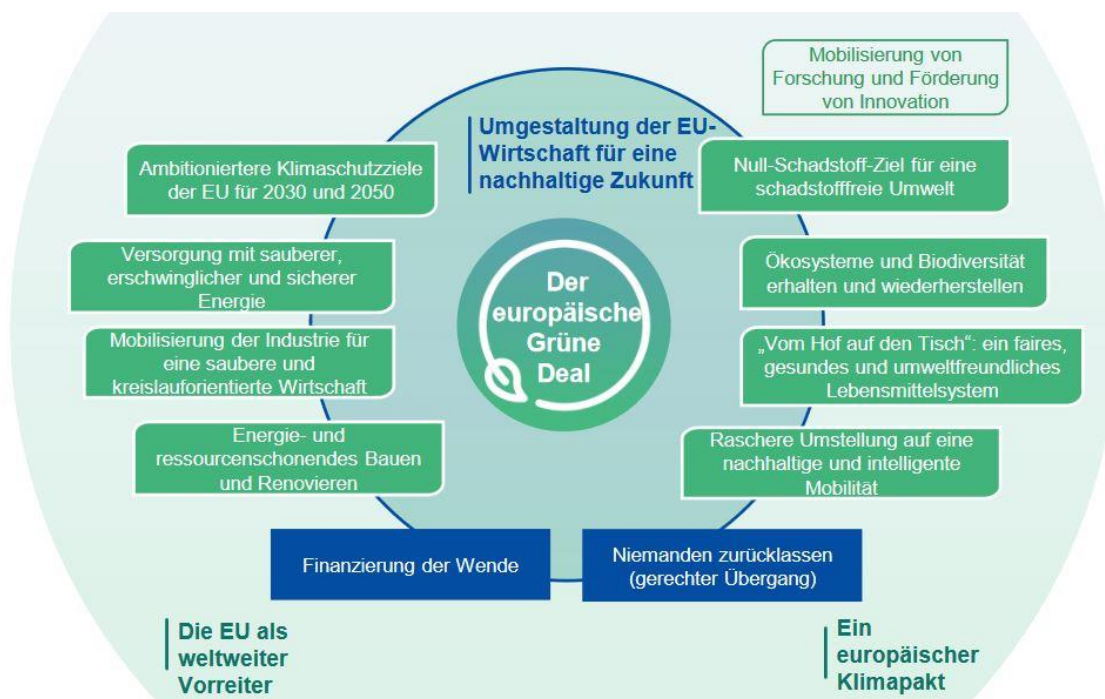 Mobilisierung von
Forschung und Förderung
von Innovation
Umgestaltung der EU-
Wirtschaft für eine
nachhaltige Zukunft
Ambitioniertere Klimaschutzziele
der EU für 2030 und 2050
Null-Schadstoff-Ziel für eine
schadstofffreie Umwelt
Versorgung mit sauberer,
erschwinglicher und sicherer
Energie
Ökosysteme und Biodiversität
erhalten und wiederherstellen
Der
europäische
Grüne
Deal
Mobilisierung der Industrie für
eine saubere und
kreislauforientierte Wirtschaft
„Vom Hof auf den Tisch“: ein faires,
gesundes und umweltfreundliches
Lebensmittelsystem
Energie- und
ressourcenschonendes Bauen
und Renovieren
Raschere Umstellung auf eine
nachhaltige und intelligente
Mobilität
Finanzierung der Wende
Niemanden zurücklassen
(gerechter Übergang)
Die EU als
weltweiter
Vorreiter
Ein
europäischer
Klimapakt